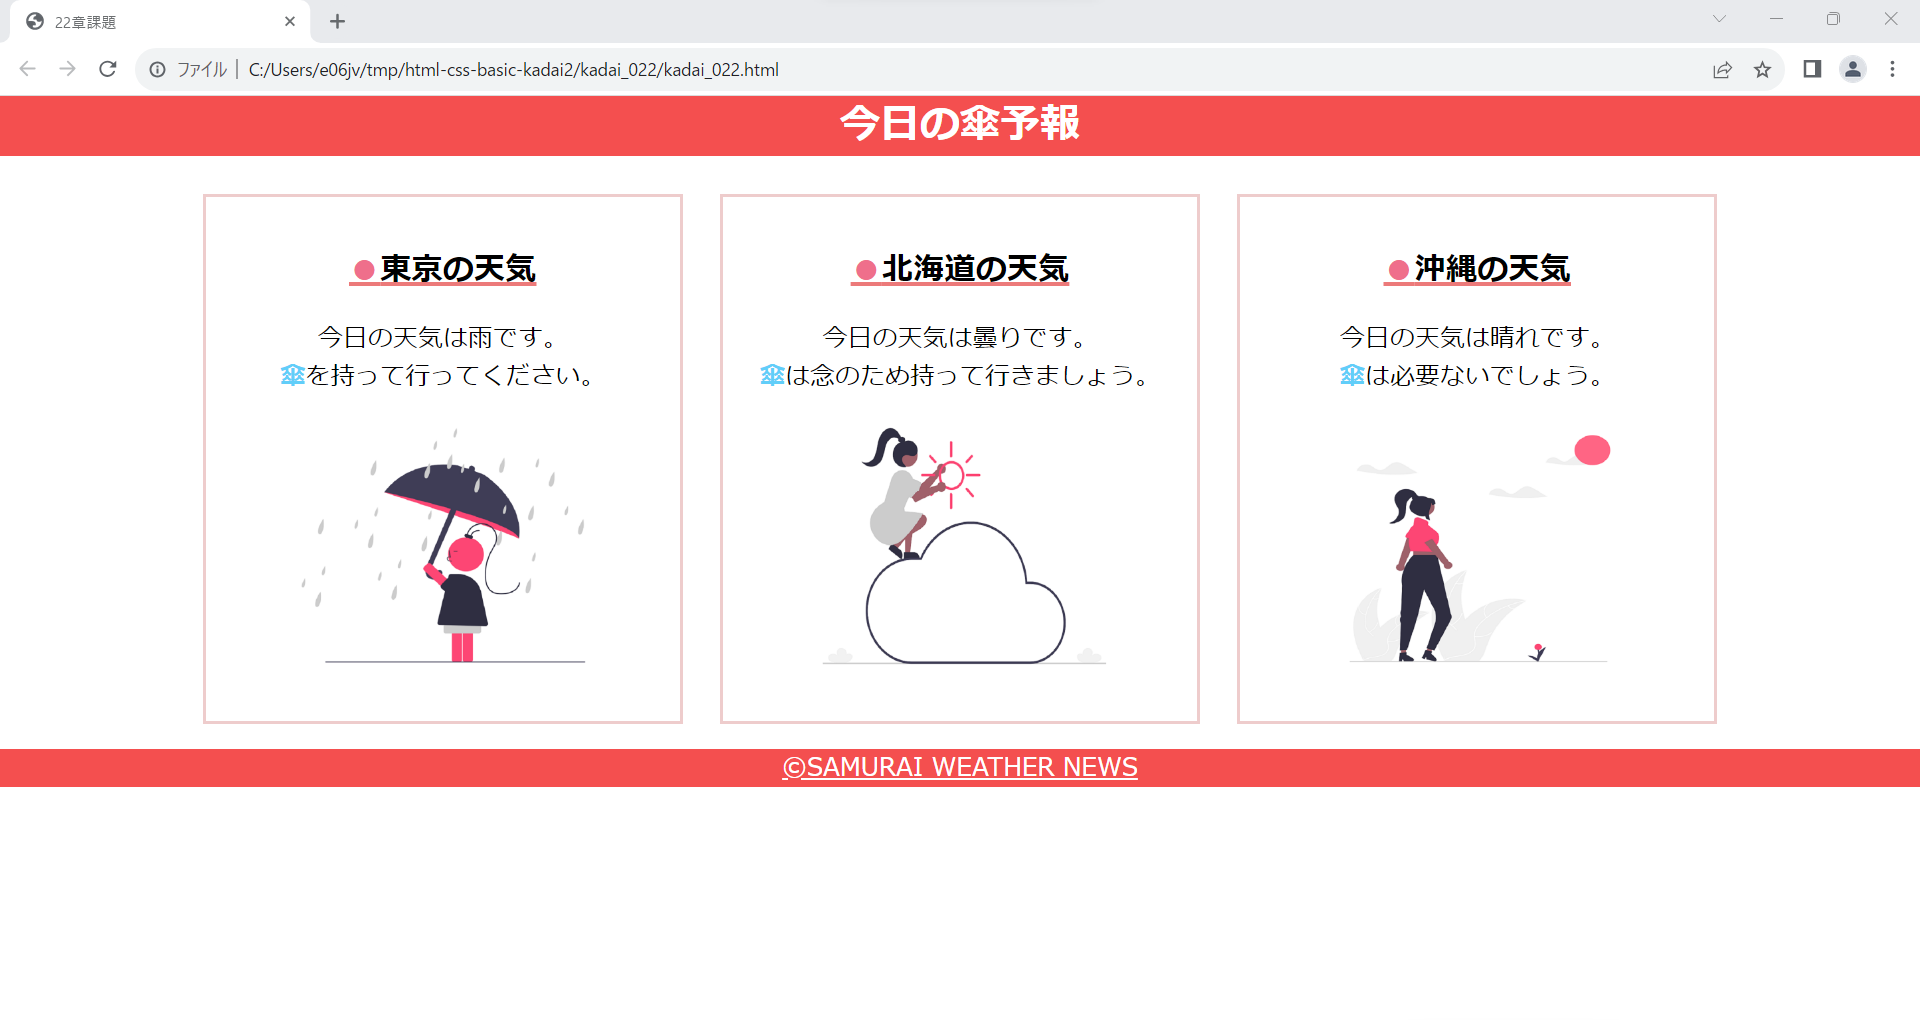 22章課題
ファイル | C:/Users/e06jv/tmp/html-css-basic-kadai2/kadai_022/kadai_022.html
今日の傘予報
●東京の天気
今日の天気は雨です。
傘を持って行ってください。
●北海道の天気
今日の天気は曇りです。
傘は念のため持って行きましょう。
●沖縄の天気
今日の天気は晴れです。
傘は必要ないでしょう。
©SAMURAI WEATHER NEWS